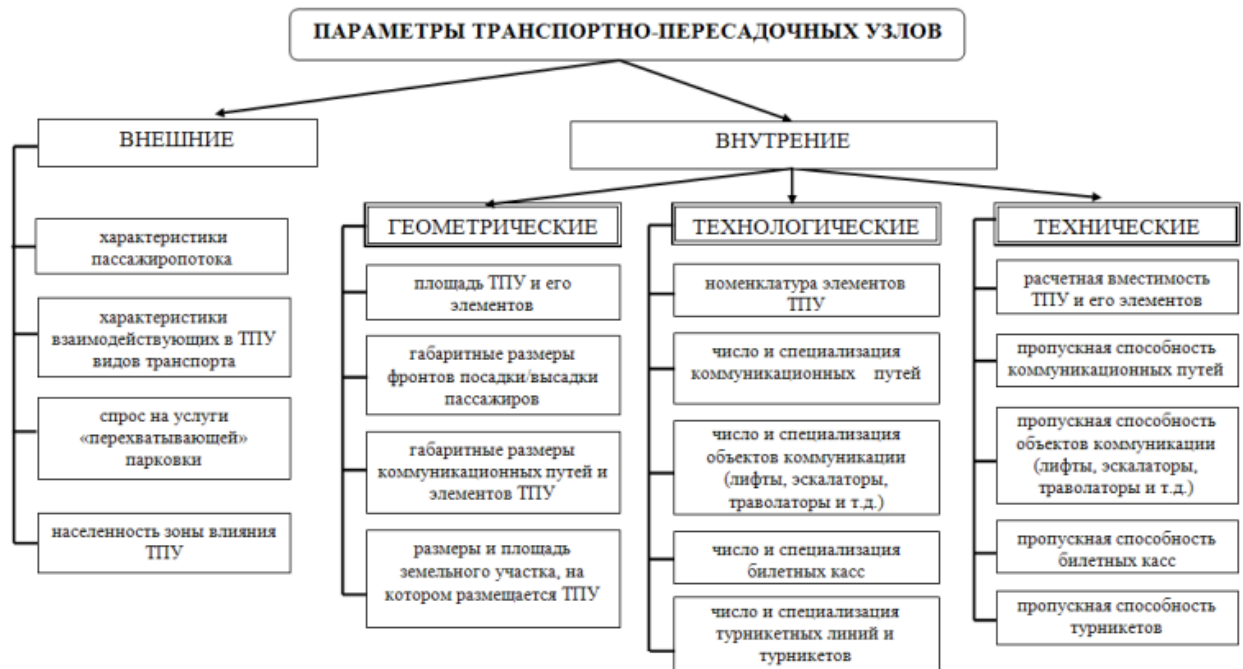 ПАРАМЕТРЫ ТРАНСПОРТНО-ПЕРЕСАДОЧНЫХ УЗЛОВ
ВНЕШНИЕ
характеристики
пассажиропотока
характеристики
взаимодействующих в ТПУ
видов транспорта
спрос на услуги
«перехватывающей»
парковки
населенность зоны влияния
ТПУ
ВНУТРЕНИЕ
ГЕОМЕТРИЧЕСКИЕ
площадь ТПУ и его
элементов
габаритные размеры
фронтов посадки/высадки
пассажиров
габаритные размеры
коммуникационных путей и
элементов ТПУ
размеры и площадь
земельного участка, на
котором размещается ТПУ
ТЕХНОЛОГИЧЕСКИЕ
номенклатура элементов
ТПУ
число и специализация
коммуникационных путей
число и специализация
объектов коммуникации
(лифты, эскалаторы,
траволаторы и т.д.)
число и специализация
билетных касс
число и специализация
турникетных линий и
турникетов
ТЕХНИЧЕСКИЕ
расчетная вместимость
ТПУ и его элементов
пропускная способность
коммуникационных путей
пропускная способность
объектов коммуникации
(лифты, эскалаторы,
траволаторы и т.д.)
пропускная способность
билетных касс
пропускная способность
турникетов